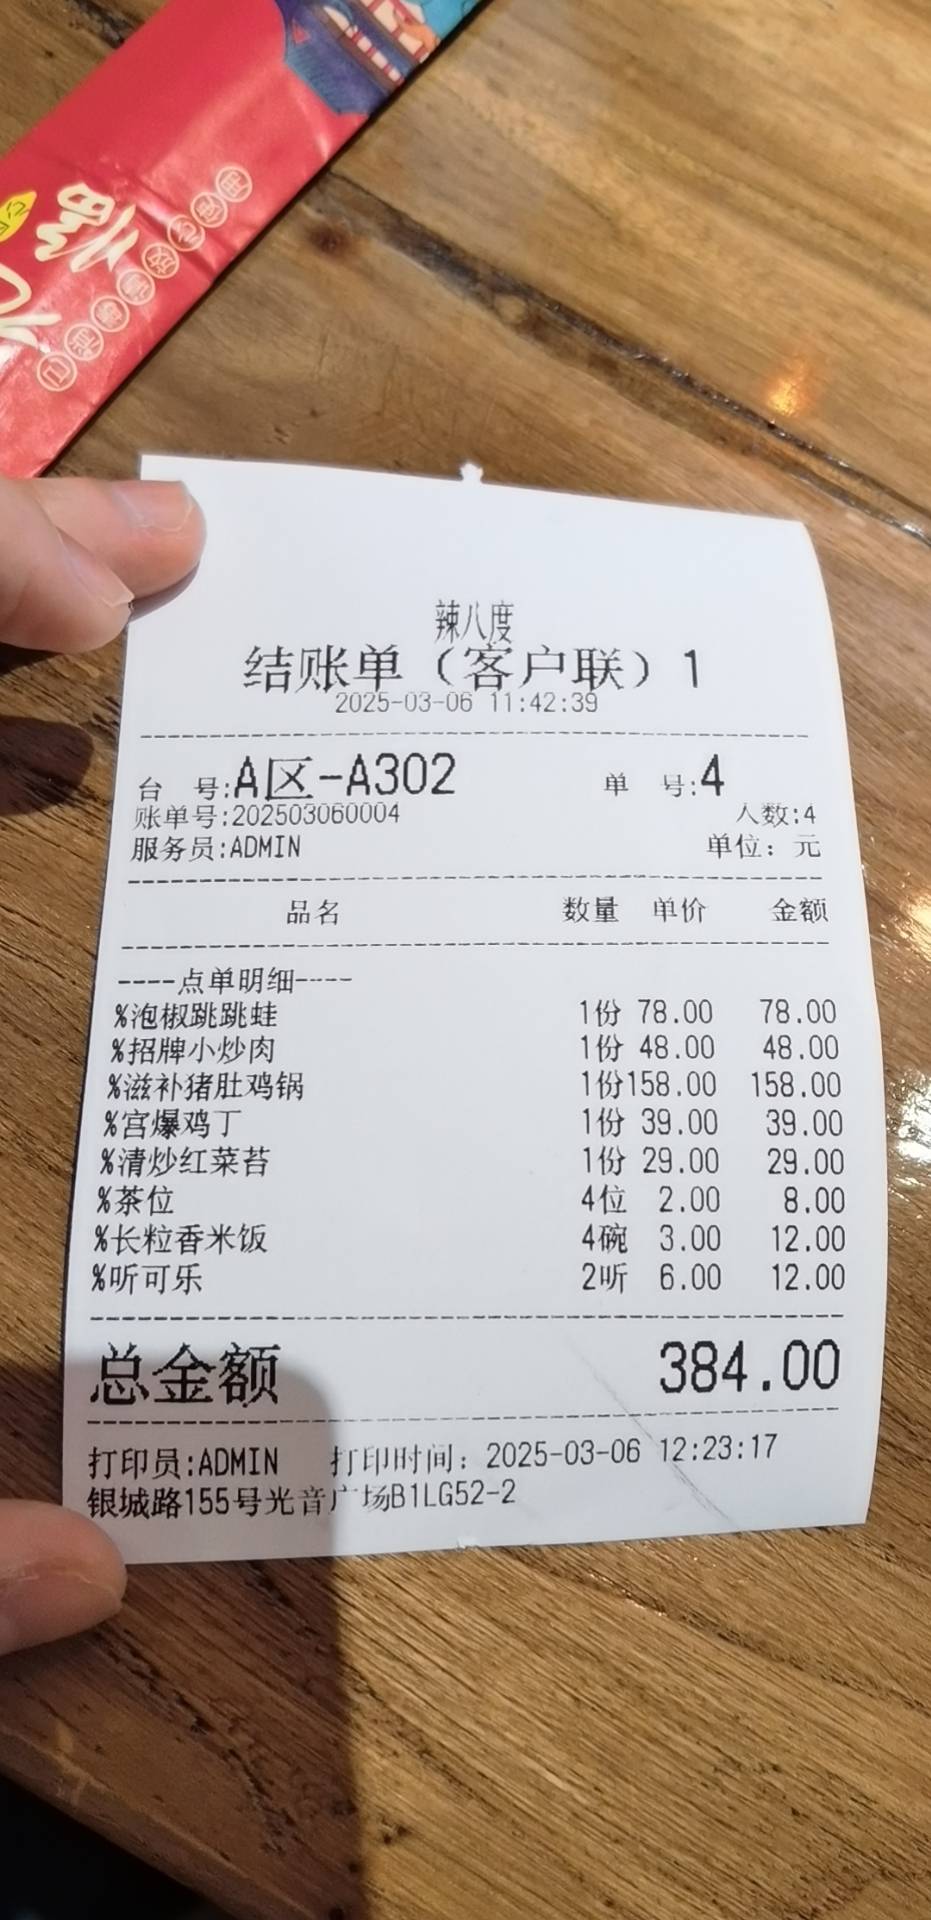 已消毒请放心使用
辣八度
结账单（客户联）1
2025-03-06 11:42:39
台 号:A区-A302 单 号:4
账单号:202503060004 人数:4
服务员:ADMIN 单位：元
品名 数量 单价 金额
----点单明细----
%泡椒跳跳蛙 1份 78.00 78.00
%招牌小炒肉 1份 48.00 48.00
%滋补猪肚鸡锅 1份158.00 158.00
%宫爆鸡丁 1份 39.00 39.00
%清炒红菜苔 1份 29.00 29.00
%茶位 4位 2.00 8.00
%长粒香米饭 4碗 3.00 12.00
%听可乐 2听 6.00 12.00
总金额 384.00
打印员:ADMIN 打印时间：2025-03-06 12:23:17
银城路155号光音广场B1LG52-2